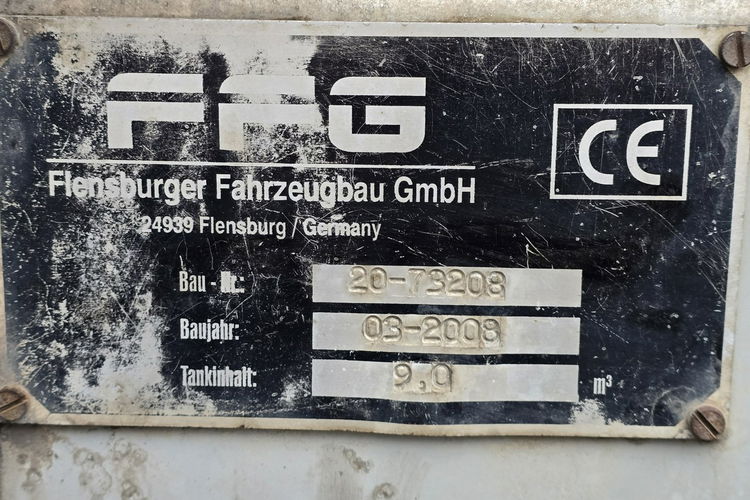 FFG
CE
Flensburger Fahrzeugbau GmbH
24939 Flensburg / Germany
Bau - Nr.: 20-73208
Baujahr: 03-2008
Tankinhalt: 9,0 m³